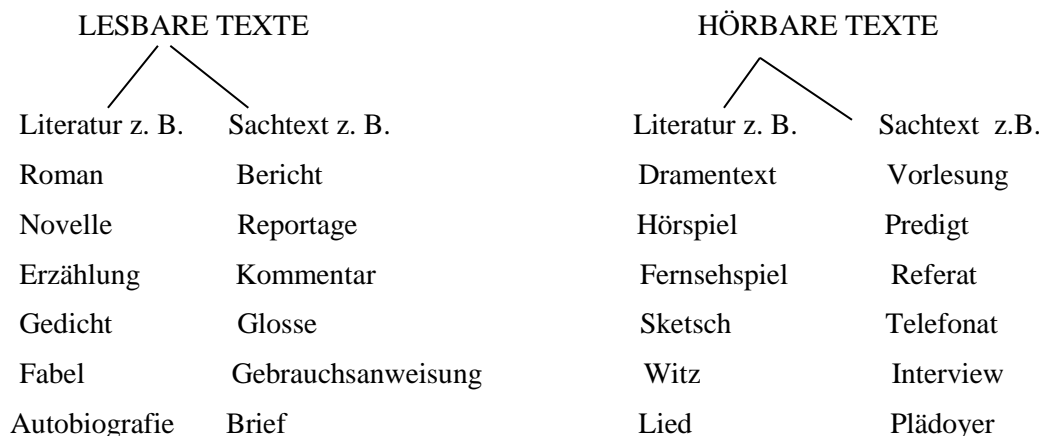 LESBARE TEXTE HÖRBARE TEXTE
Literatur z. B. Sachtext z. B. Literatur z. B. Sachtext z.B.
Roman Bericht Dramentext Vorlesung
Novelle Reportage Hörspiel Predigt
Erzählung Kommentar Fernsehspiel Referat
Gedicht Glosse Sketsch Telefonat
Fabel Gebrauchsanweisung Witz Interview
Autobiografie Brief Lied Plädoyer